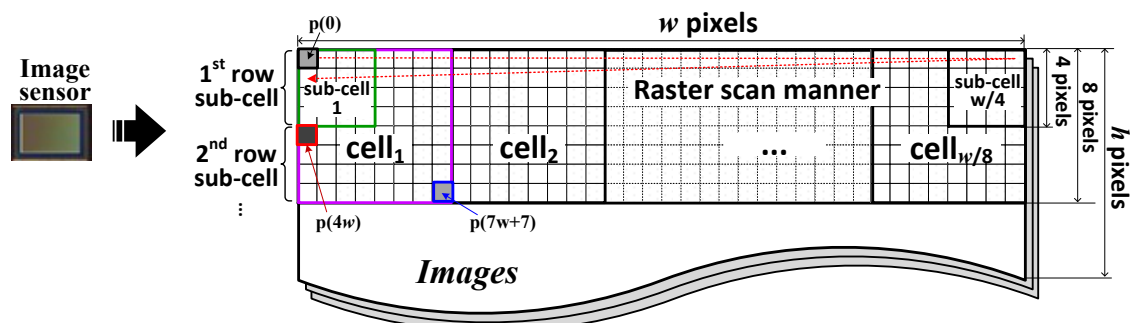 w pixels
p(0)
Image
sensor
1st row
sub-cell
sub-cell
1
Raster scan manner
sub-cell
w/4
4 pixels
8 pixels
h pixels
2nd row
sub-cell
...
cell1
cell2
...
cellw/8
p(4w)
p(7w+7)
Images